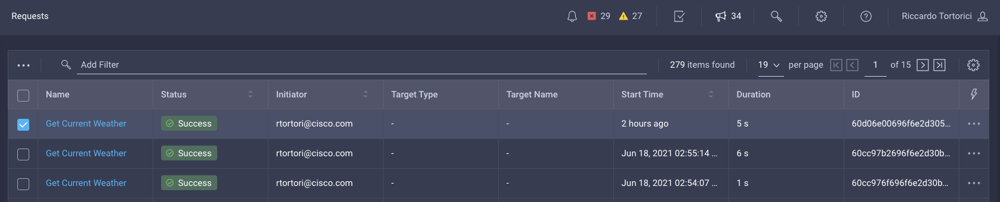 Requests 29 27 34 Riccardo Tortorici
Add Filter 279 items found 19 per page 1 of 15
Name Status Initiator Target Type Target Name Start Time Duration ID
Get Current Weather Success rtortori@cisco.com - - 2 hours ago 5 s 60d06e00696f6e2d305...
Get Current Weather Success rtortori@cisco.com - - Jun 18, 2021 02:55:14 ... 6 s 60cc97b2696f6e2d30b...
Get Current Weather Success rtortori@cisco.com - - Jun 18, 2021 02:54:07 ... 1 s 60cc976f696f6e2d30b...